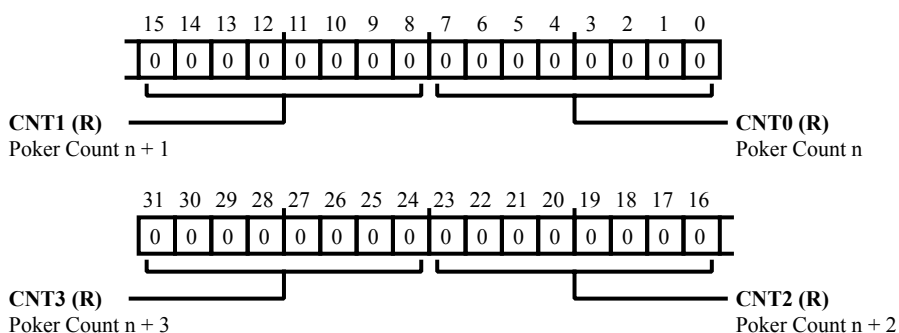 15 14 13 12 11 10 9 8 7 6 5 4 3 2 1 0
0 0 0 0 0 0 0 0 0 0 0 0 0 0 0 0
CNT1 (R) CNT0 (R)
Poker Count n + 1 Poker Count n
31 30 29 28 27 26 25 24 23 22 21 20 19 18 17 16
0 0 0 0 0 0 0 0 0 0 0 0 0 0 0 0
CNT3 (R) CNT2 (R)
Poker Count n + 3 Poker Count n + 2